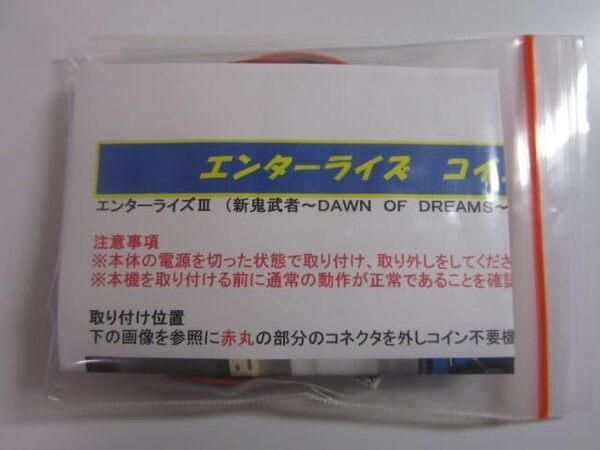 エンターライズ コイ
エンターライズⅢ (新鬼武者～DAWN OF DREAMS～
注意事項
※本体の電源を切った状態で取り付け、取り外しをしてくださ
※本機を取り付ける前に通常の動作が正常であることを確認
取り付け位置
下の画像を参照に赤丸の部分のコネクタを外しコイン不要機